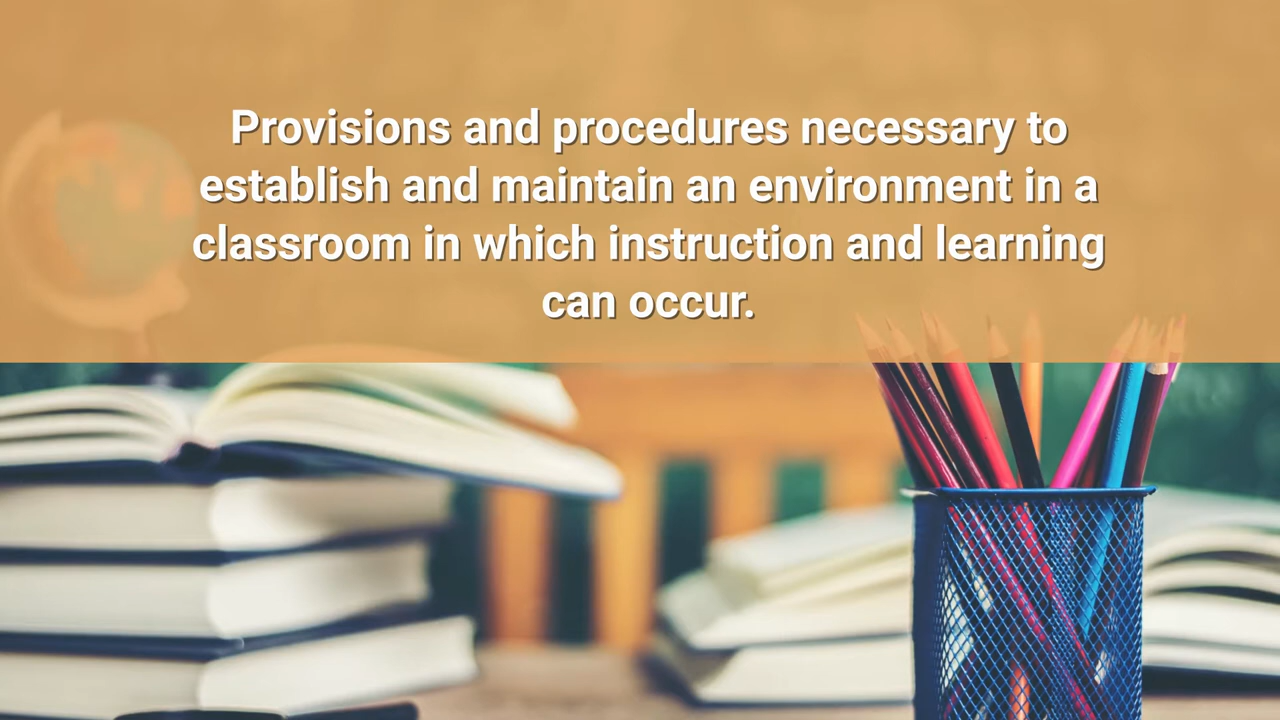 Provisions and procedures necessary to
establish and maintain an environment in a
classroom in which instruction and learning
can occur.